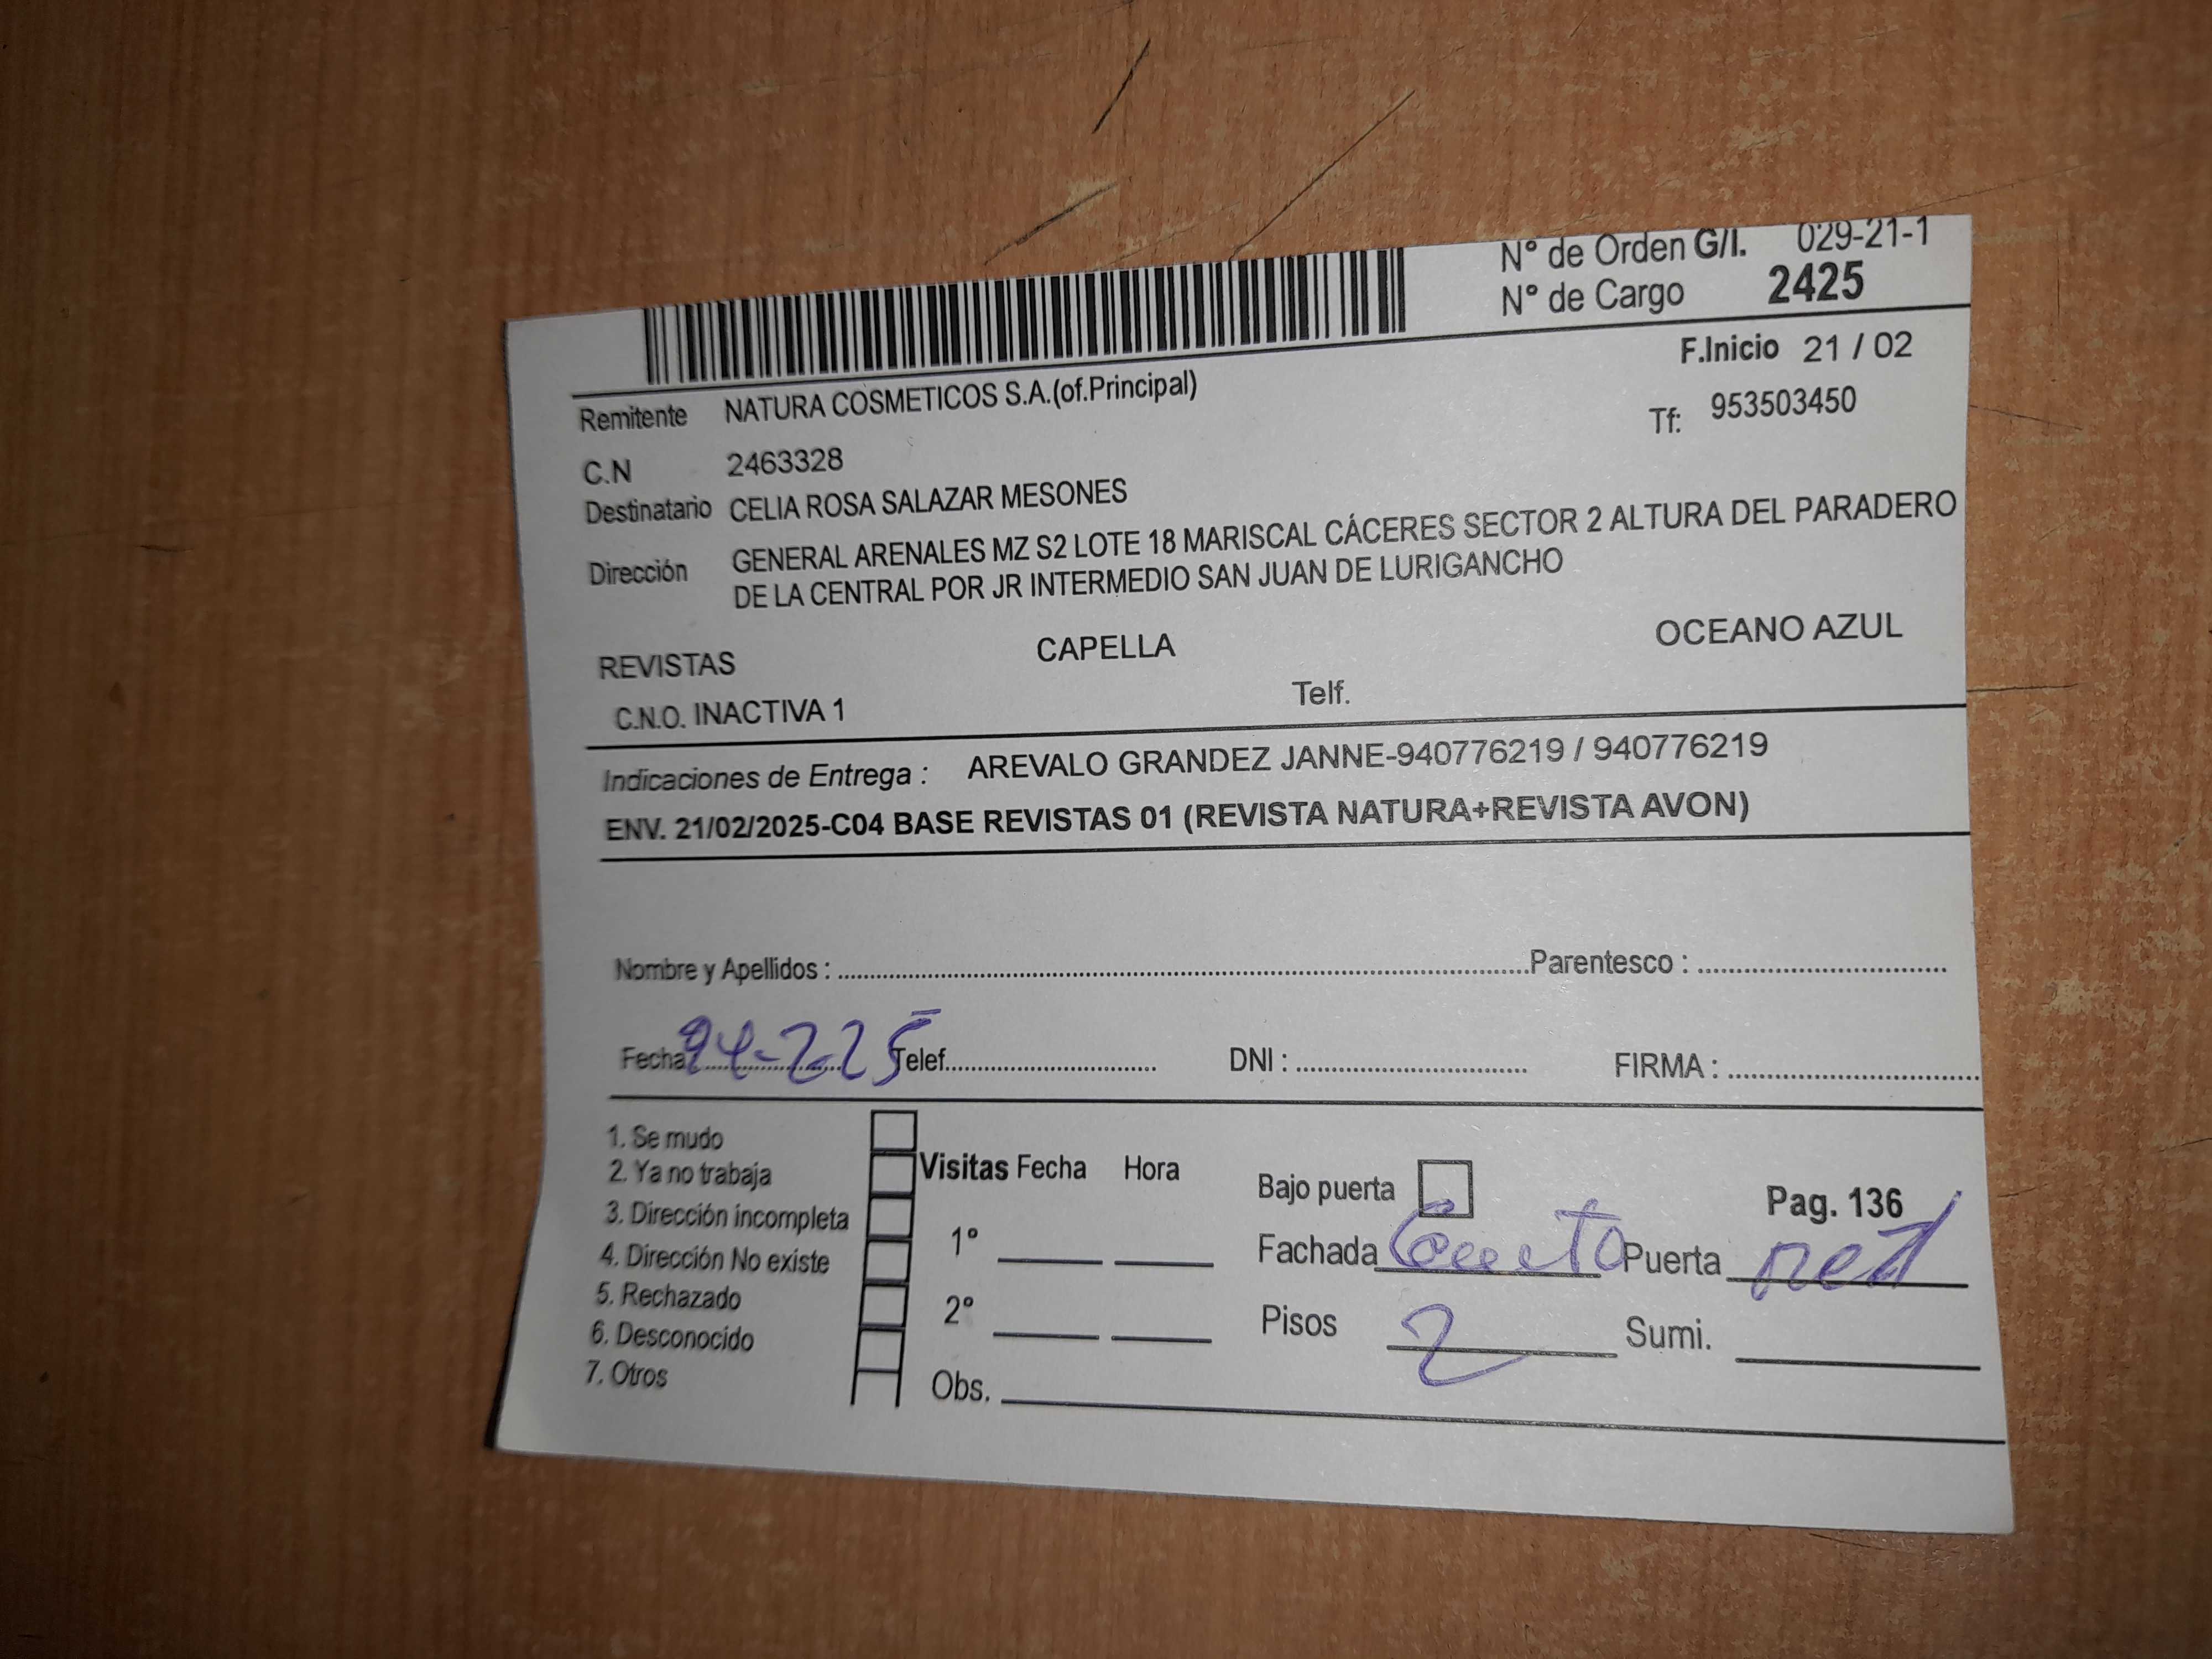 N° de Orden G/I. 029-21-1
N° de Cargo 2425
F.Inicio 21 / 02
Remitente NATURA COSMETICOS S.A.(of.Principal)
Tf: 953503450
C.N 2463328
Destinatario CELIA ROSA SALAZAR MESONES
Dirección GENERAL ARENALES MZ S2 LOTE 18 MARISCAL CÁCERES SECTOR 2 ALTURA DEL PARADERO
DE LA CENTRAL POR JR INTERMEDIO SAN JUAN DE LURIGANCHO
REVISTAS CAPELLA OCEANO AZUL
C.N.O. INACTIVA 1 Telf.
Indicaciones de Entrega : AREVALO GRANDEZ JANNE-940776219 / 940776219
ENV. 21/02/2025-C04 BASE REVISTAS 01 (REVISTA NATURA+REVISTA AVON)
Nombre y Apellidos : Parentesco :
Fecha 24-2-25 Telef. DNI : FIRMA :
1. Se mudo
2. Ya no trabaja
3. Dirección incompleta
4. Dirección No existe
5. Rechazado
6. Desconocido
7. Otros
Visitas Fecha Hora
1°
2°
Obs.
Bajo puerta Pag. 136
Fachada Puerta
Pisos 2 Sumi.